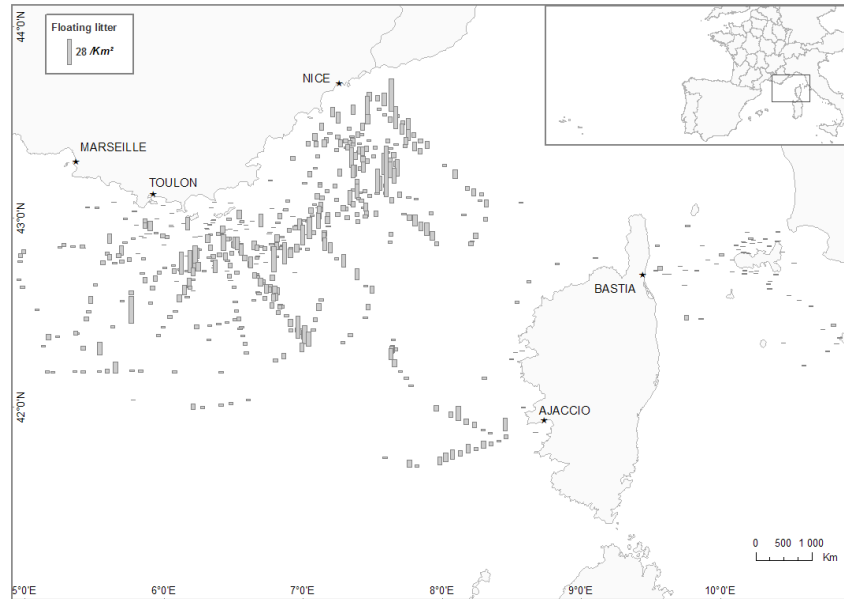 44°0'N
Floating litter
28 /Km²
NICE
MARSEILLE
TOULON
43°0'N
BASTIA
42°0'N
AJACCIO
0 500 1 000
Km
5°0'E 6°0'E 7°0'E 8°0'E 9°0'E 10°0'E